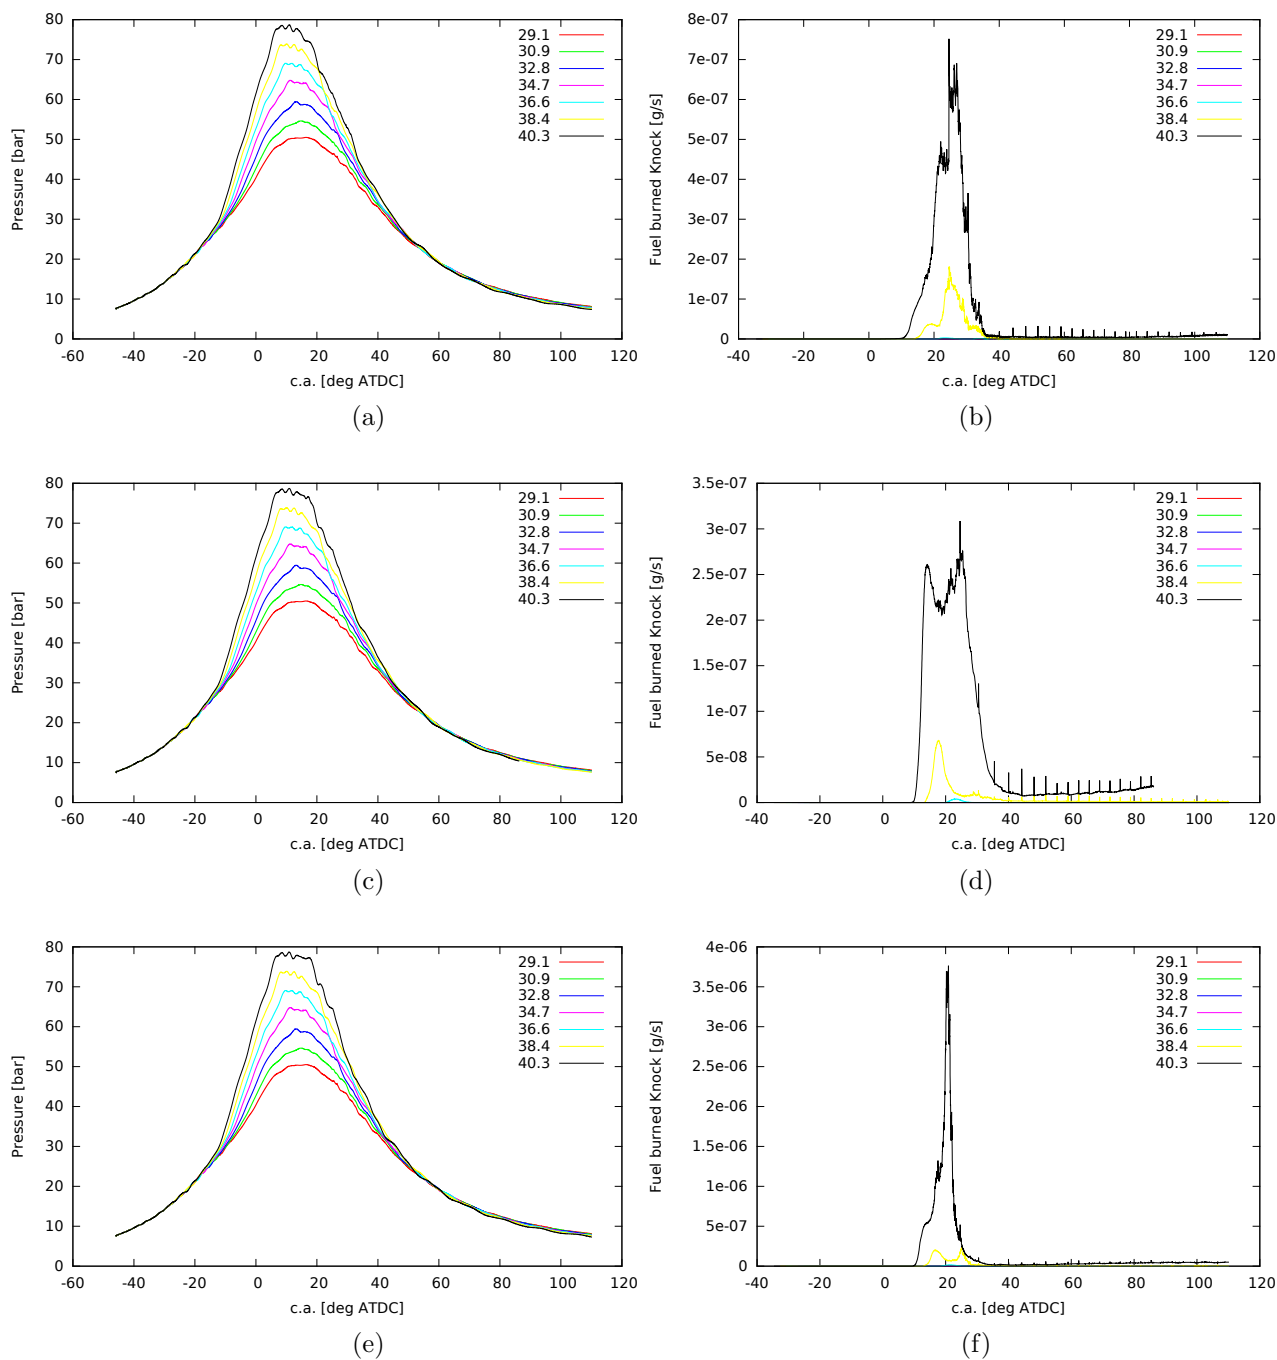 80
70
60
50
40
30
20
10
0
-60 -40 -20 0 20 40 60 80 100 120
Pressure [bar]
c.a. [deg ATDC]
29.1
30.9
32.8
34.7
36.6
38.4
40.3
(a)
8e-07
7e-07
6e-07
5e-07
4e-07
3e-07
2e-07
1e-07
0
-40 -20 0 20 40 60 80 100 120
Fuel burned Knock [g/s]
c.a. [deg ATDC]
29.1
30.9
32.8
34.7
36.6
38.4
40.3
(b)
80
70
60
50
40
30
20
10
0
-60 -40 -20 0 20 40 60 80 100 120
Pressure [bar]
c.a. [deg ATDC]
29.1
30.9
32.8
34.7
36.6
38.4
40.3
(c)
3.5e-07
3e-07
2.5e-07
2e-07
1.5e-07
1e-07
5e-08
0
-40 -20 0 20 40 60 80 100 120
Fuel burned Knock [g/s]
c.a. [deg ATDC]
29.1
30.9
32.8
34.7
36.6
38.4
40.3
(d)
80
70
60
50
40
30
20
10
0
-60 -40 -20 0 20 40 60 80 100 120
Pressure [bar]
c.a. [deg ATDC]
29.1
30.9
32.8
34.7
36.6
38.4
40.3
(e)
4e-06
3.5e-06
3e-06
2.5e-06
2e-06
1.5e-06
1e-06
5e-07
0
-40 -20 0 20 40 60 80 100 120
Fuel burned Knock [g/s]
c.a. [deg ATDC]
29.1
30.9
32.8
34.7
36.6
38.4
40.3
(f)